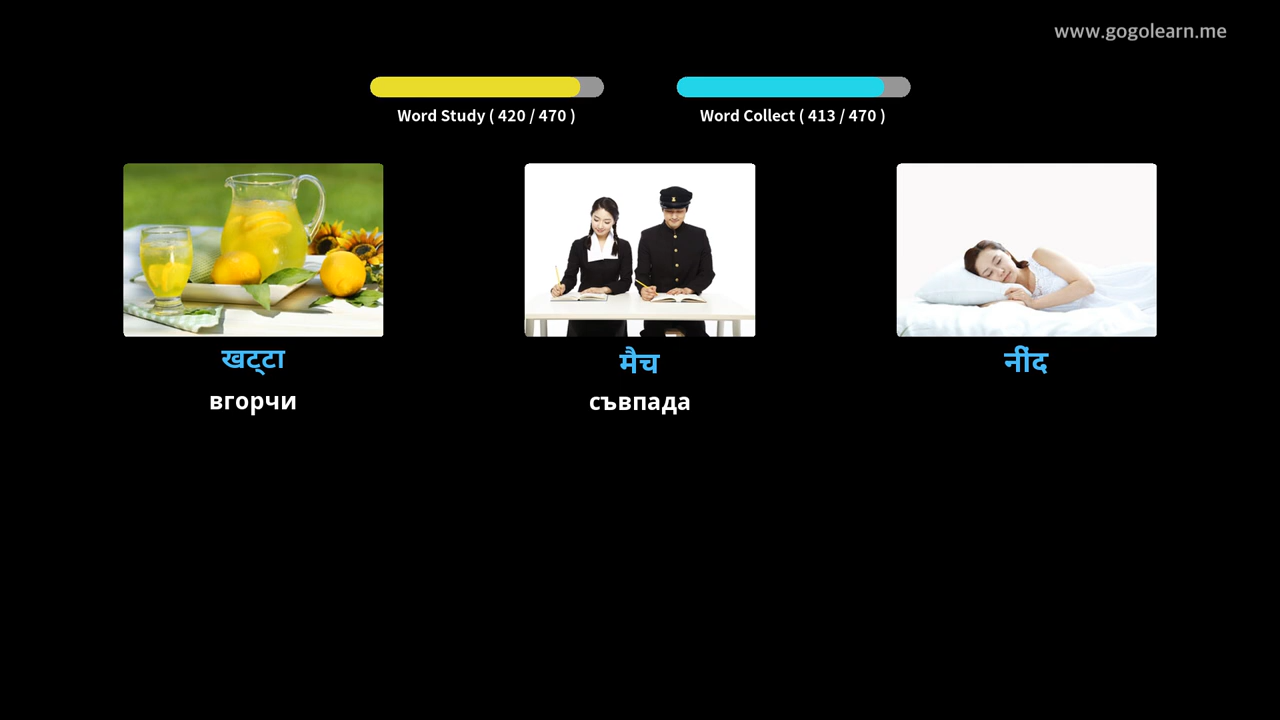 www.gogolearn.me
Word Study ( 420 / 470 )
Word Collect ( 413 / 470 )
खट्टा
मैच
नींद
вгорчи
съвпада